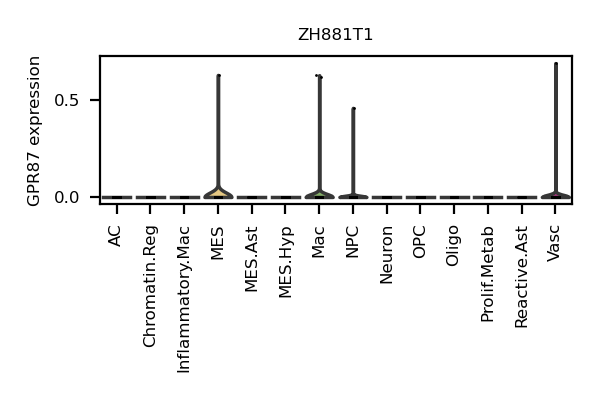 ZH881T1
GPR87 expression
0.5
0.0
AC
Chromatin.Reg
Inflammatory.Mac
MES
MES.Ast
MES.Hyp
Mac
NPC
Neuron
OPC
Oligo
Prolif.Metab
Reactive.Ast
Vasc